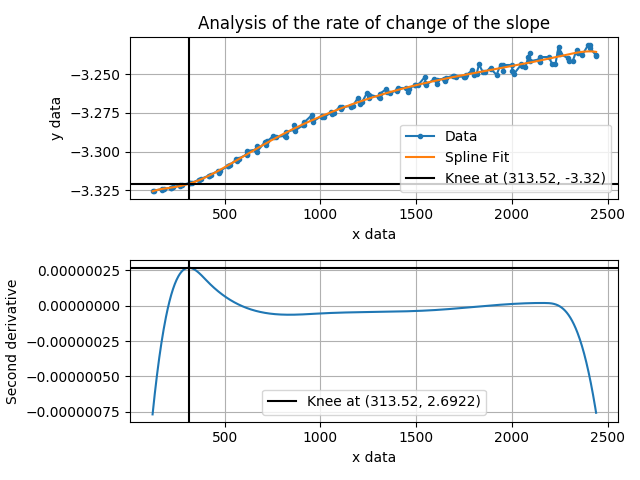 Analysis of the rate of change of the slope
y data
−3.250
−3.275
−3.300
−3.325
Data
Spline Fit
Knee at (313.52, -3.32)
500 1000 1500 2000 2500
x data
Second derivative
0.00000025
0.00000000
−0.00000025
−0.00000050
−0.00000075
Knee at (313.52, 2.6922)
500 1000 1500 2000 2500
x data